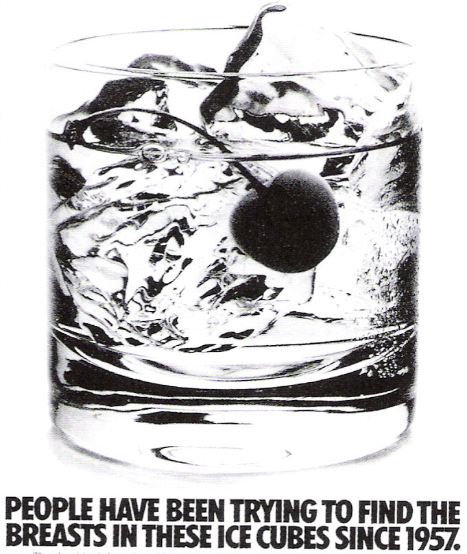 PEOPLE HAVE BEEN TRYING TO FIND THE
BREASTS IN THESE ICE CUBES SINCE 1957.